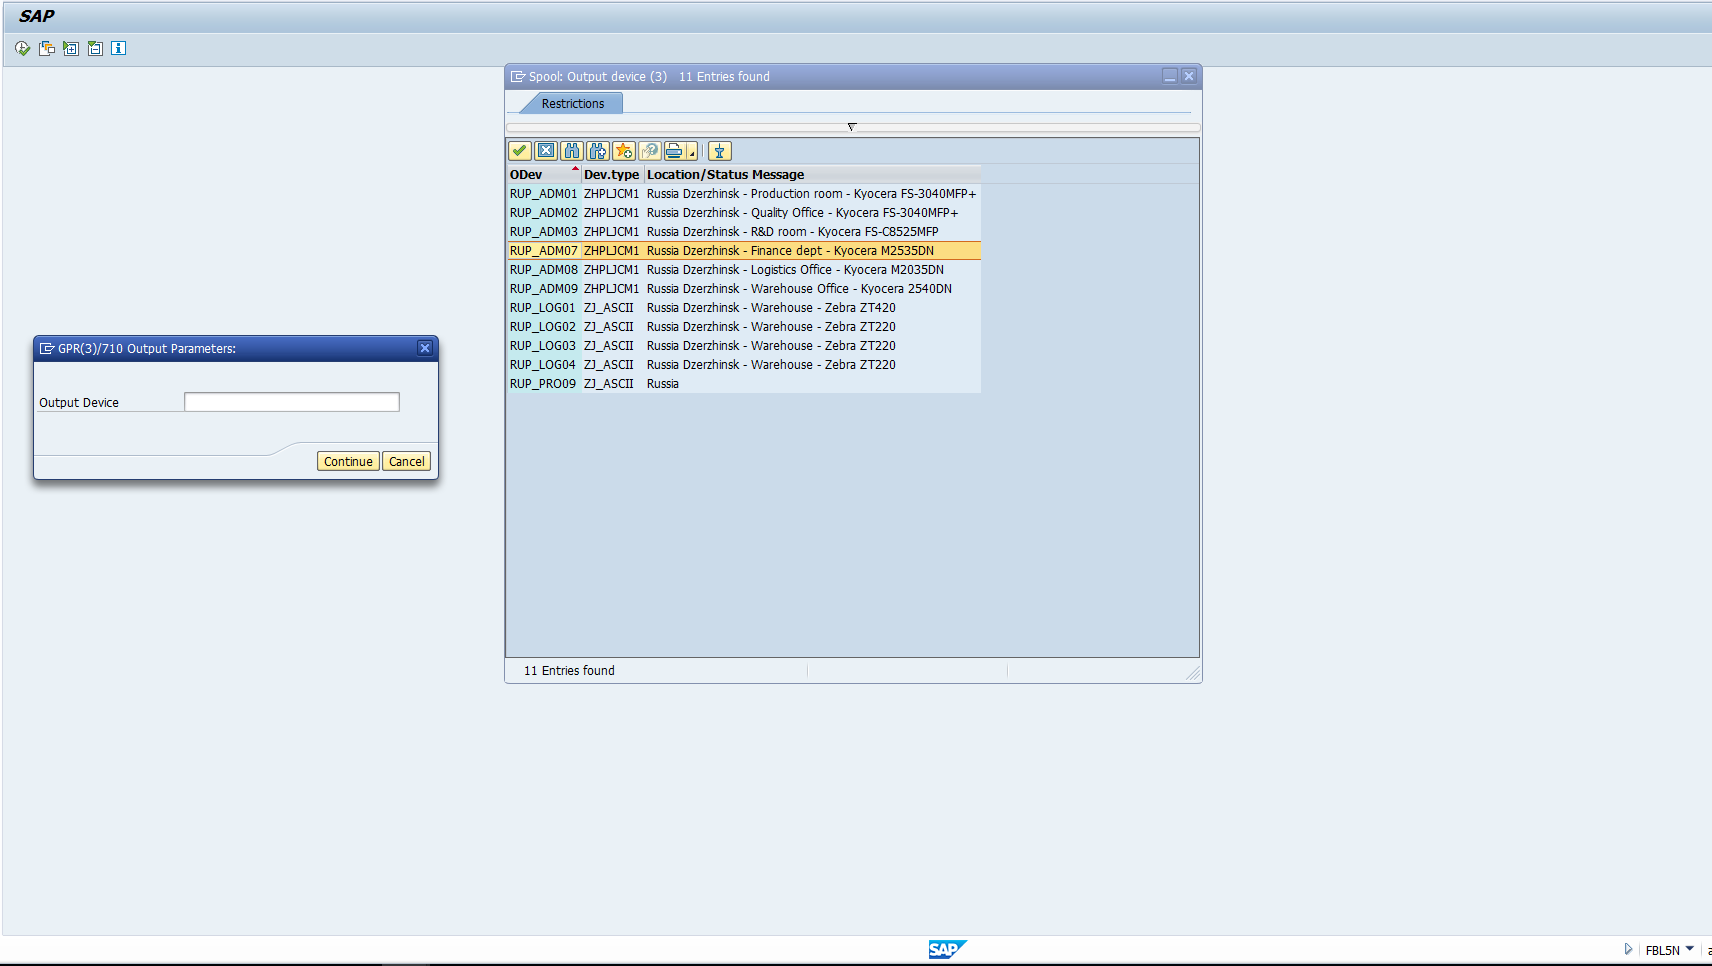 SAP
Spool: Output device (3) 11 Entries found
Restrictions
ODev Dev.type Location/Status Message
RUP_ADM01 ZHPLJCM1 Russia Dzerzhinsk - Production room - Kyocera FS-3040MFP+
RUP_ADM02 ZHPLJCM1 Russia Dzerzhinsk - Quality Office - Kyocera FS-3040MFP+
RUP_ADM03 ZHPLJCM1 Russia Dzerzhinsk - R&D room - Kyocera FS-C8525MFP
RUP_ADM07 ZHPLJCM1 Russia Dzerzhinsk - Finance dept - Kyocera M2535DN
RUP_ADM08 ZHPLJCM1 Russia Dzerzhinsk - Logistics Office - Kyocera M2035DN
RUP_ADM09 ZHPLJCM1 Russia Dzerzhinsk - Warehouse Office - Kyocera 2540DN
RUP_LOG01 ZJ_ASCII Russia Dzerzhinsk - Warehouse - Zebra ZT420
RUP_LOG02 ZJ_ASCII Russia Dzerzhinsk - Warehouse - Zebra ZT220
RUP_LOG03 ZJ_ASCII Russia Dzerzhinsk - Warehouse - Zebra ZT220
RUP_LOG04 ZJ_ASCII Russia Dzerzhinsk - Warehouse - Zebra ZT220
RUP_PRO09 ZJ_ASCII Russia
11 Entries found
GPR(3)/710 Output Parameters:
Output Device
Continue Cancel
SAP
FBL5N